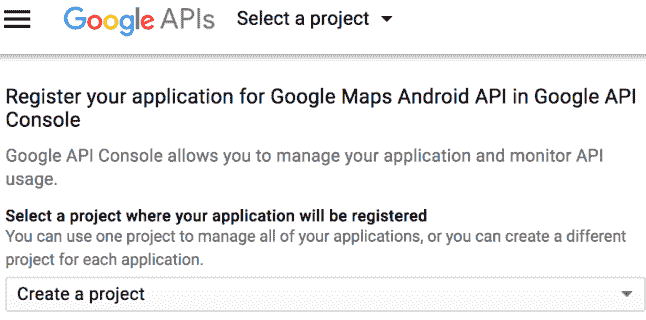 Google APIs Select a project
Register your application for Google Maps Android API in Google API
Console
Google API Console allows you to manage your application and monitor API
usage.
Select a project where your application will be registered
You can use one project to manage all of your applications, or you can create a different
project for each application.
Create a project